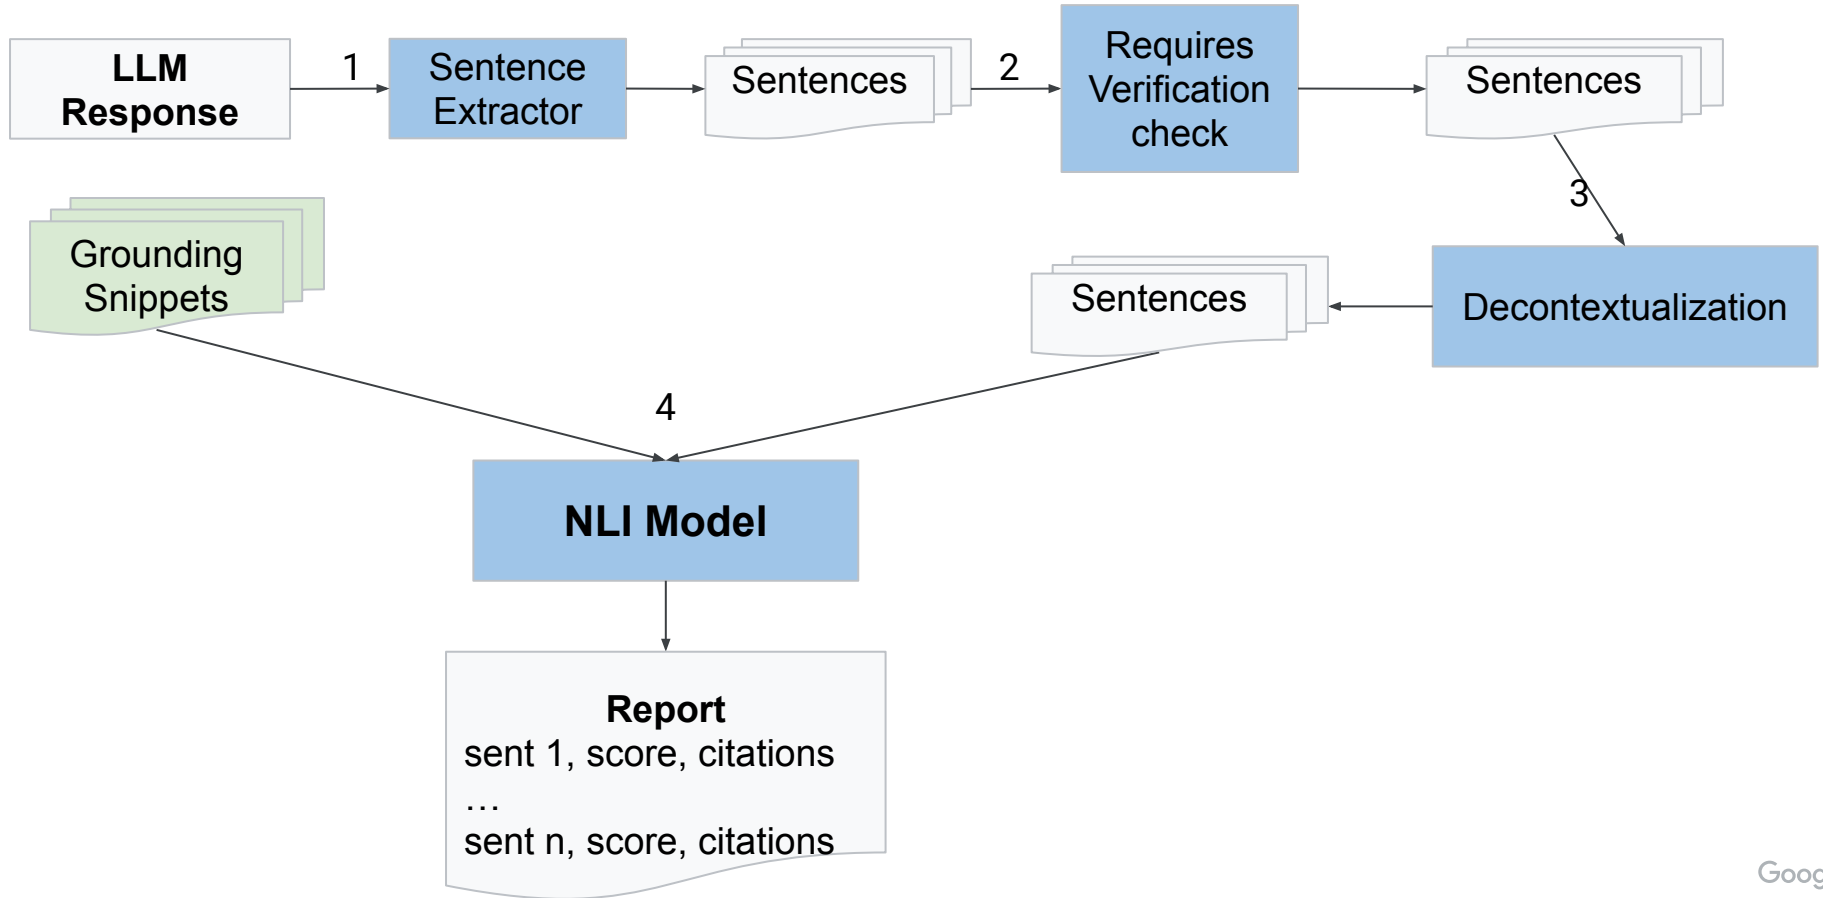 LLM
Response
1
Sentence
Extractor
Sentences
2
Requires
Verification
check
Sentences
3
Grounding
Snippets
Sentences
Decontextualization
4
NLI Model
Report
sent 1, score, citations
…
sent n, score, citations
Goog